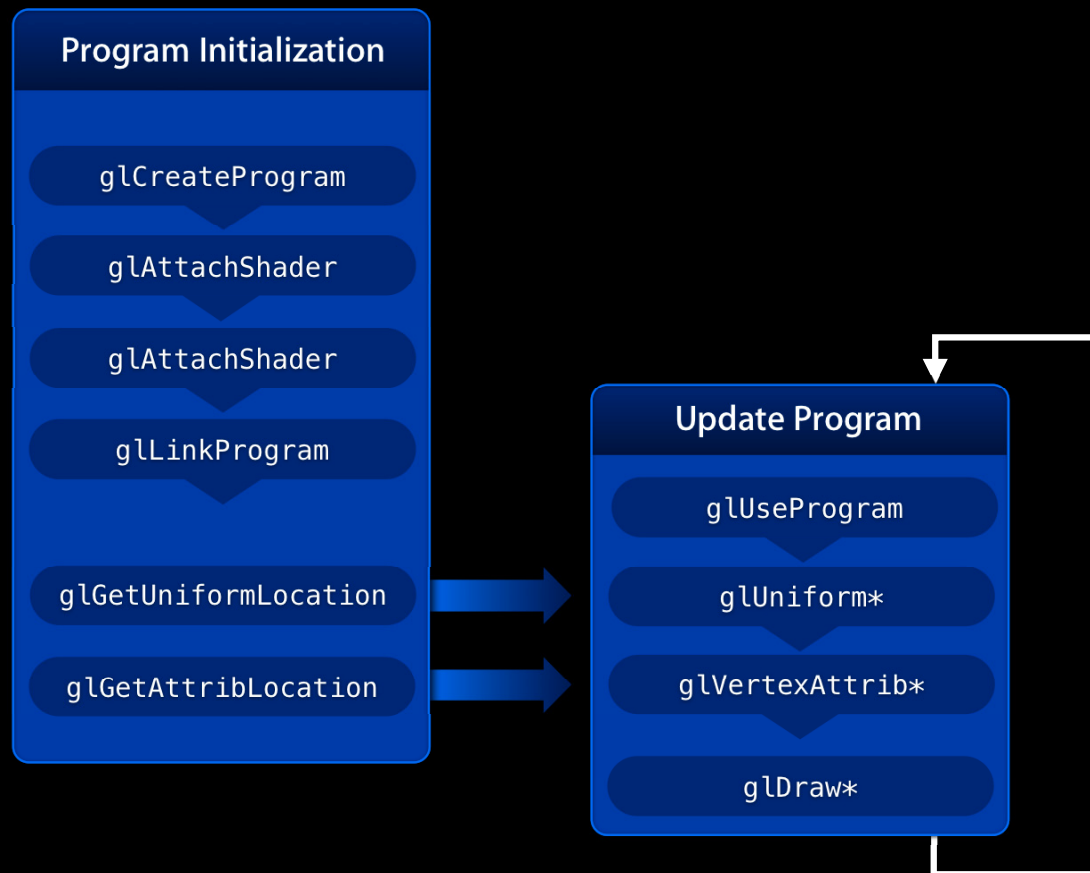 Program Initialization
glCreateProgram
glAttachShader
glAttachShader
glLinkProgram
glGetUniformLocation
glGetAttribLocation
Update Program
glUseProgram
glUniform*
glVertexAttrib*
glDraw*